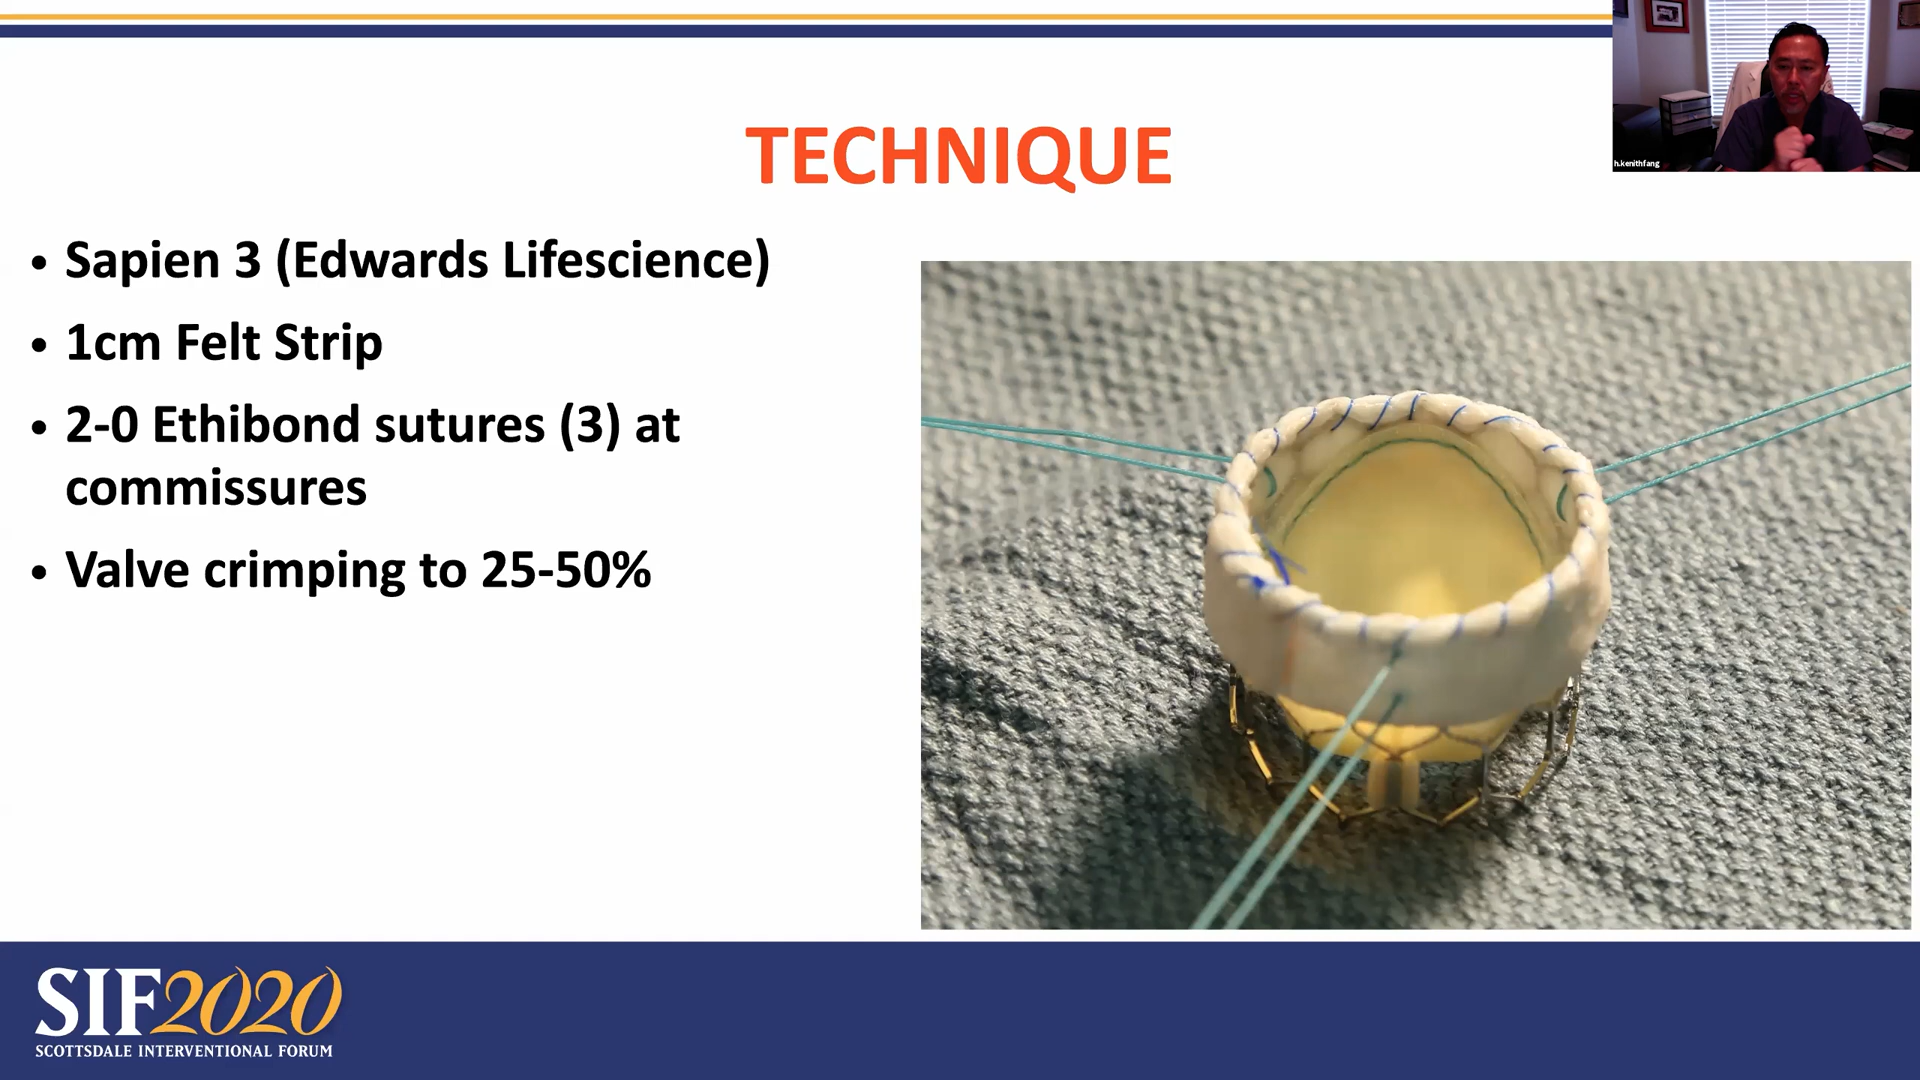 h.kenithfang
TECHNIQUE
• Sapien 3 (Edwards Lifescience)
• 1cm Felt Strip
• 2-0 Ethibond sutures (3) at
commissures
• Valve crimping to 25-50%
SIF2020
SCOTTSDALE INTERVENTIONAL FORUM